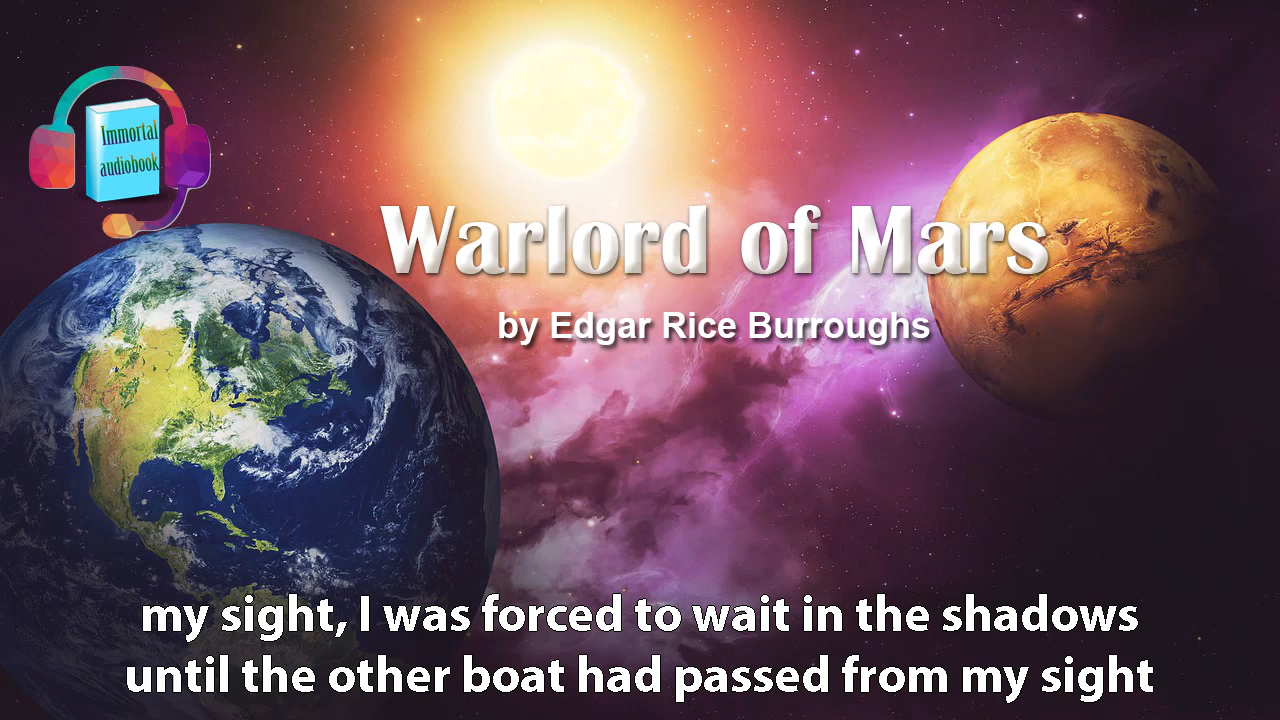 Immortal
audiobook
Warlord of Mars
by Edgar Rice Burroughs
my sight, I was forced to wait in the shadows
until the other boat had passed from my sight